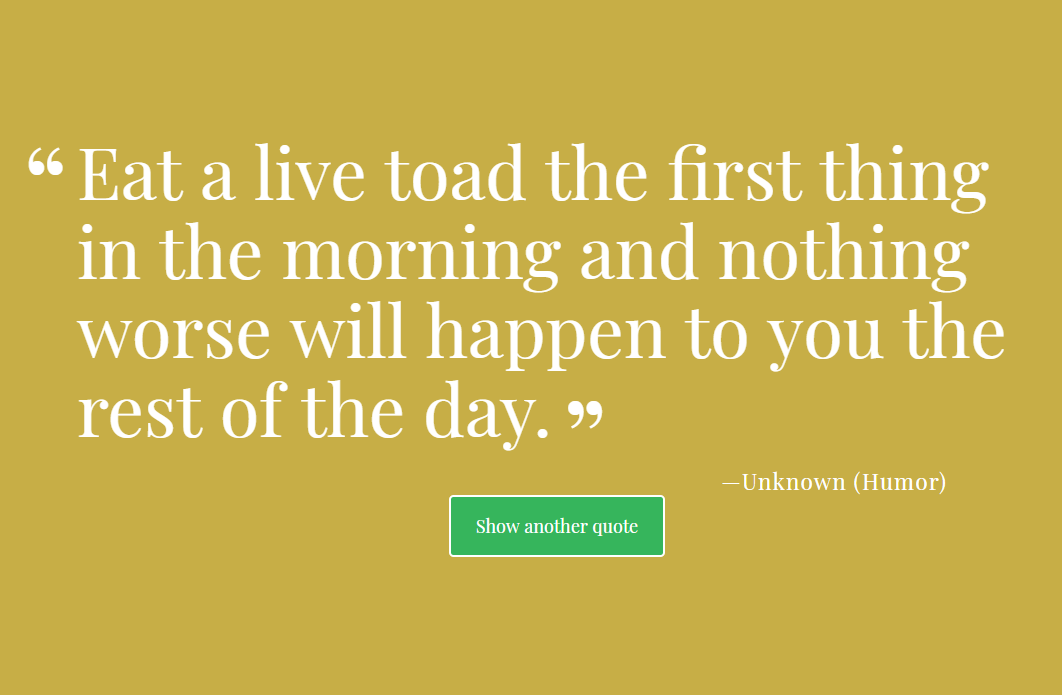 “ Eat a live toad the first thing
in the morning and nothing
worse will happen to you the
rest of the day. ”
—Unknown (Humor)
Show another quote